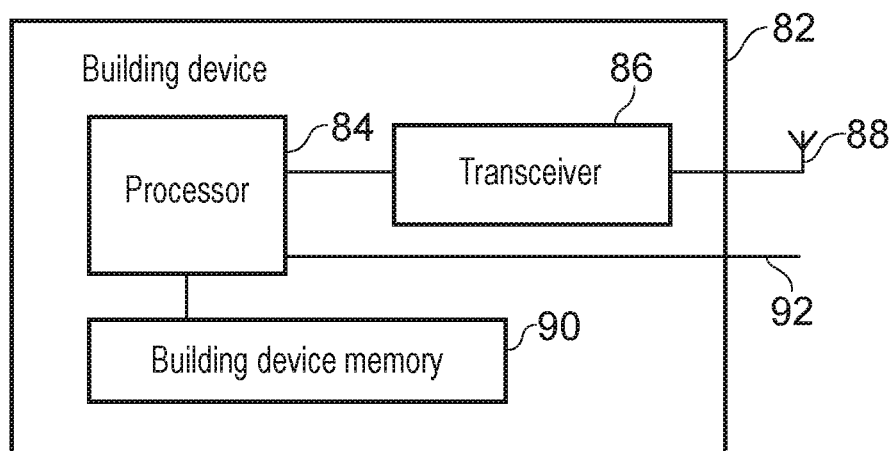 82
Building device
86
84
88
Processor
Transceiver
92
90
Building device memory